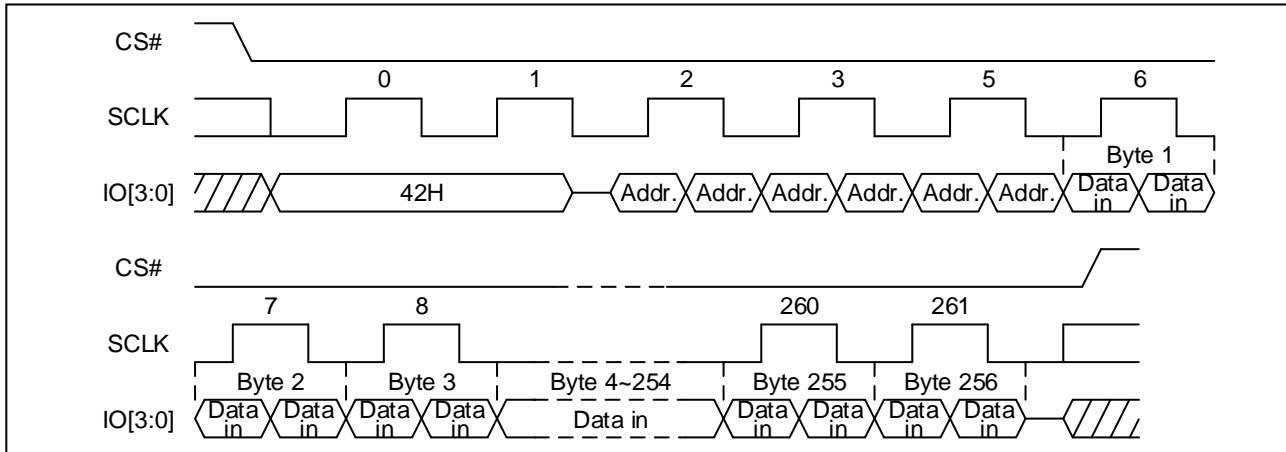 CS#
0 1 2 3 5 6
SCLK
Byte 1
IO[3:0] 42H Addr. Addr. Addr. Addr. Addr. Addr. Data in Data in
CS#
7 8 260 261
SCLK
Byte 2 Byte 3 Byte 4~254 Byte 255 Byte 256
IO[3:0] Data in Data in Data in Data in Data in Data in Data in Data in Data in